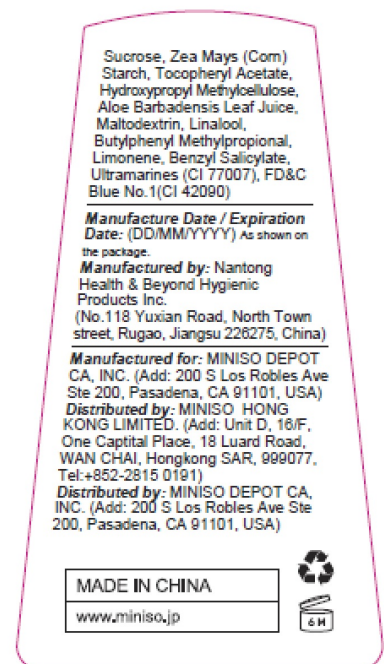 Sucrose, Zea Mays (Corn)
Starch, Tocopheryl Acetate,
Hydroxypropyl Methylcellulose,
Aloe Barbadensis Leaf Juice,
Maltodextrin, Linalool,
Butylphenyl Methylpropional,
Limonene, Benzyl Salicylate,
Ultramarines (CI 77007), FD&C
Blue No.1(CI 42090)
Manufacture Date / Expiration
Date: (DD/MM/YYYY) As shown on
the package.
Manufactured by: Nantong
Health & Beyond Hygienic
Products Inc.
(No.118 Yuxian Road, North Town
street, Rugao, Jiangsu 226275, China)
Manufactured for: MINISO DEPOT
CA, INC. (Add: 200 S Los Robles Ave
Ste 200, Pasadena, CA 91101, USA)
Distributed by: MINISO HONG
KONG LIMITED. (Add: Unit D, 16/F,
One Captital Place, 18 Luard Road,
WAN CHAI, Hongkong SAR, 999077,
Tel:+852-2815 0191)
Distributed by: MINISO DEPOT CA,
INC. (Add: 200 S Los Robles Ave Ste
200, Pasadena, CA 91101, USA)
MADE IN CHINA
www.miniso.jp
6 M